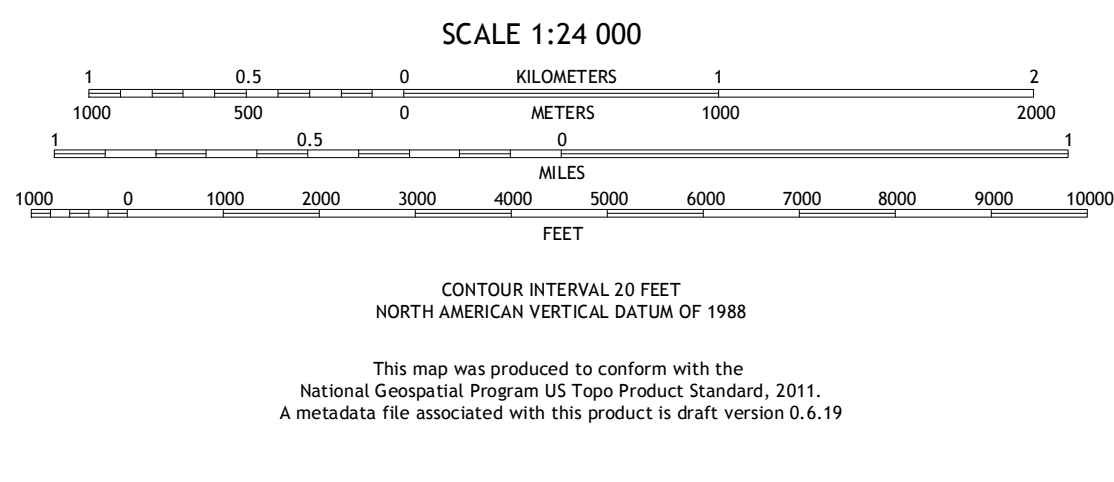 SCALE 1:24 000
1 0.5 0 KILOMETERS 1 2
1000 500 0 METERS 1000 2000
1 0.5 0 1
MILES
1000 0 1000 2000 3000 4000 5000 6000 7000 8000 9000 10000
FEET
CONTOUR INTERVAL 20 FEET
NORTH AMERICAN VERTICAL DATUM OF 1988
This map was produced to conform with the
National Geospatial Program US Topo Product Standard, 2011.
A metadata file associated with this product is draft version 0.6.19